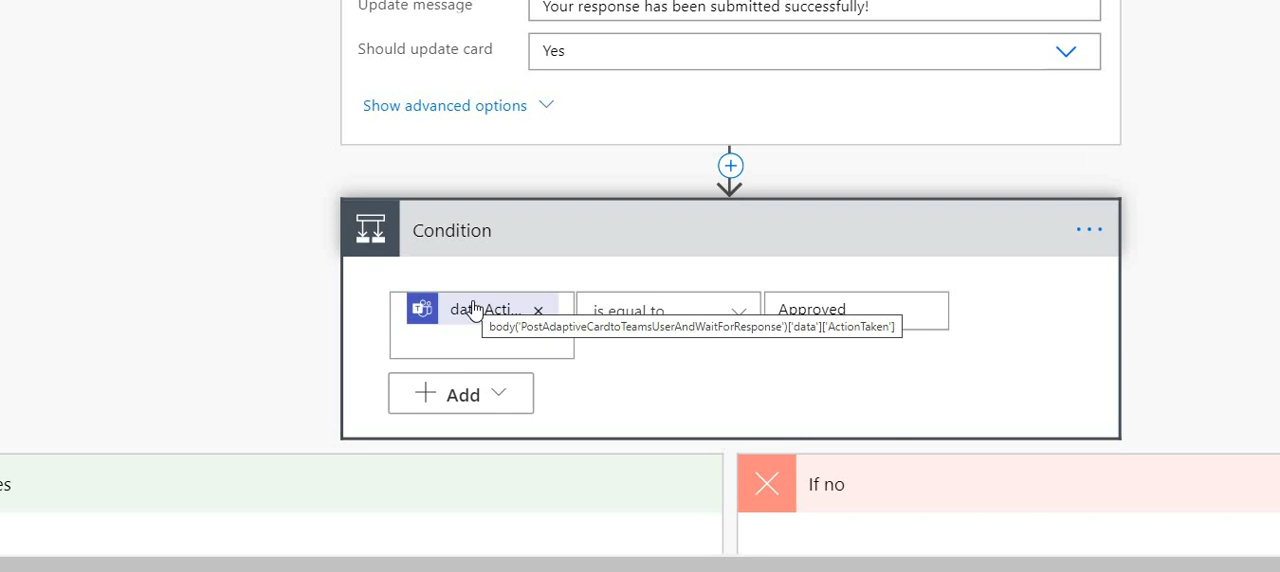 Update message
Your response has been submitted successfully!
Should update card
Yes
Show advanced options
Condition
is equal to
Approved
body('PostAdaptiveCardtoTeamsUserAndWaitForResponse')['data']['ActionTaken']
Add
If no